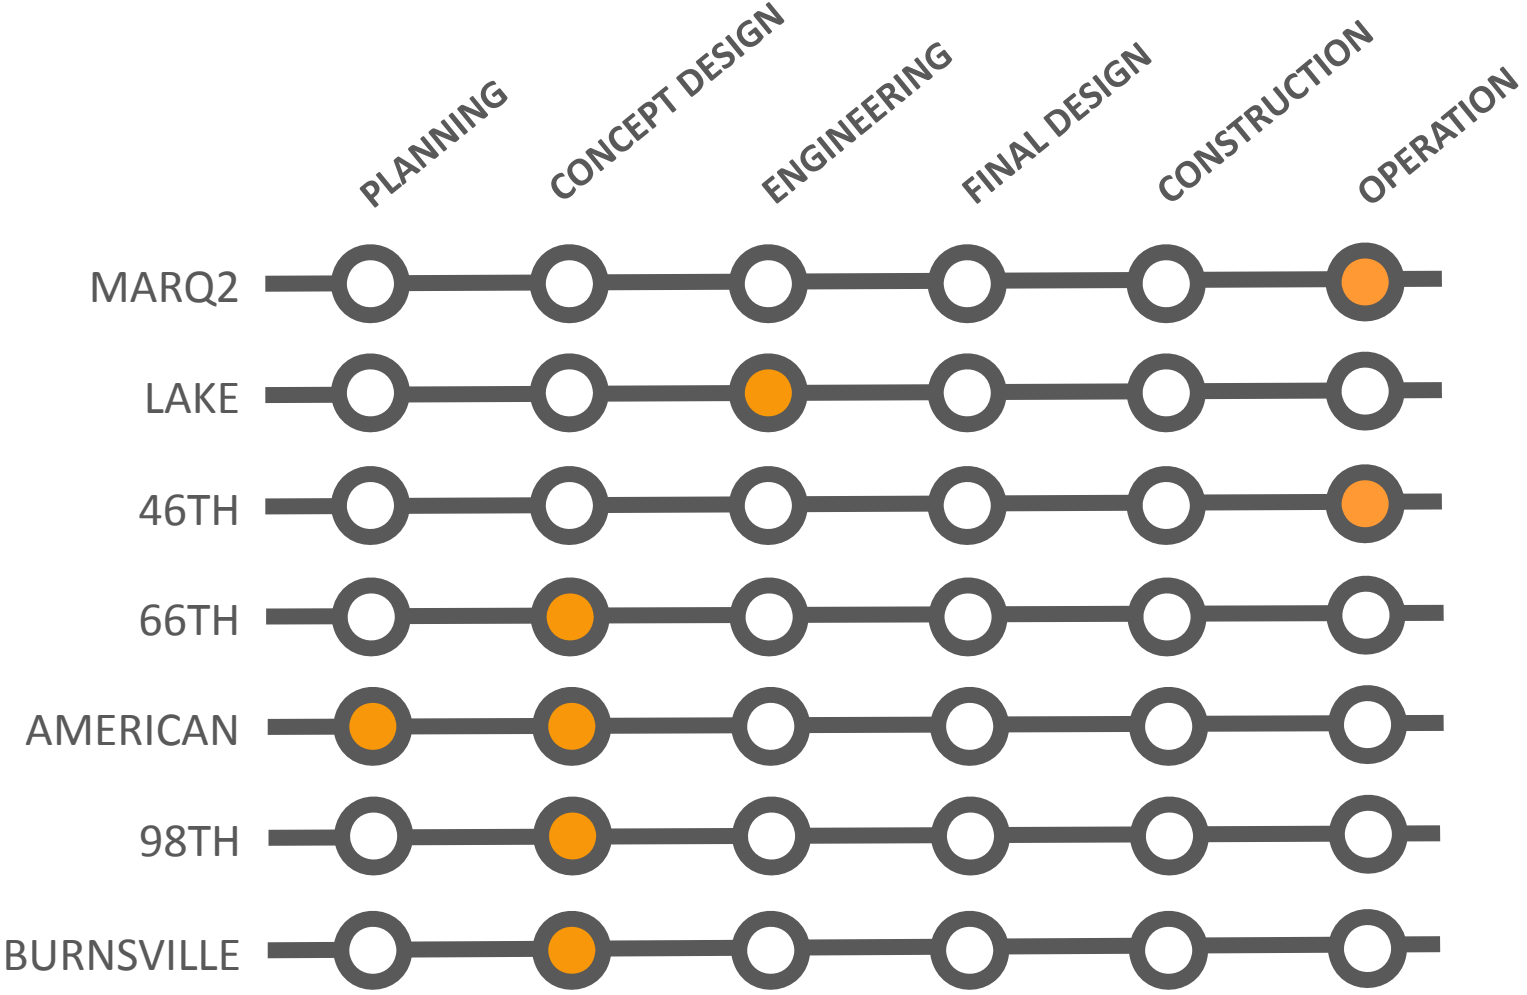 PLANNING
CONCEPT DESIGN
ENGINEERING
FINAL DESIGN
CONSTRUCTION
OPERATION
MARQ2
LAKE
46TH
66TH
AMERICAN
98TH
BURNSVILLE